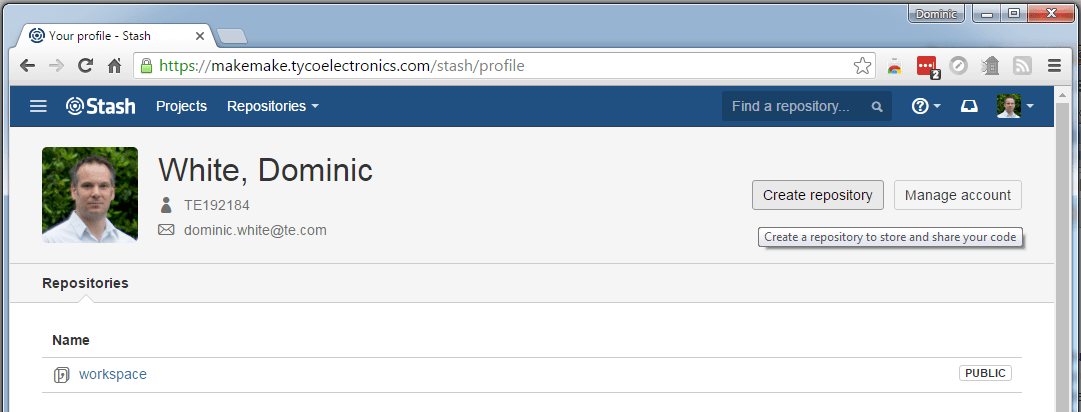 Dominic
Your profile - Stash
https://makemake.tycoelectronics.com/stash/profile
2
Stash Projects Repositories Find a repository...
White, Dominic
TE192184
dominic.white@te.com
Create repository Manage account
Create a repository to store and share your code
Repositories
Name
workspace PUBLIC